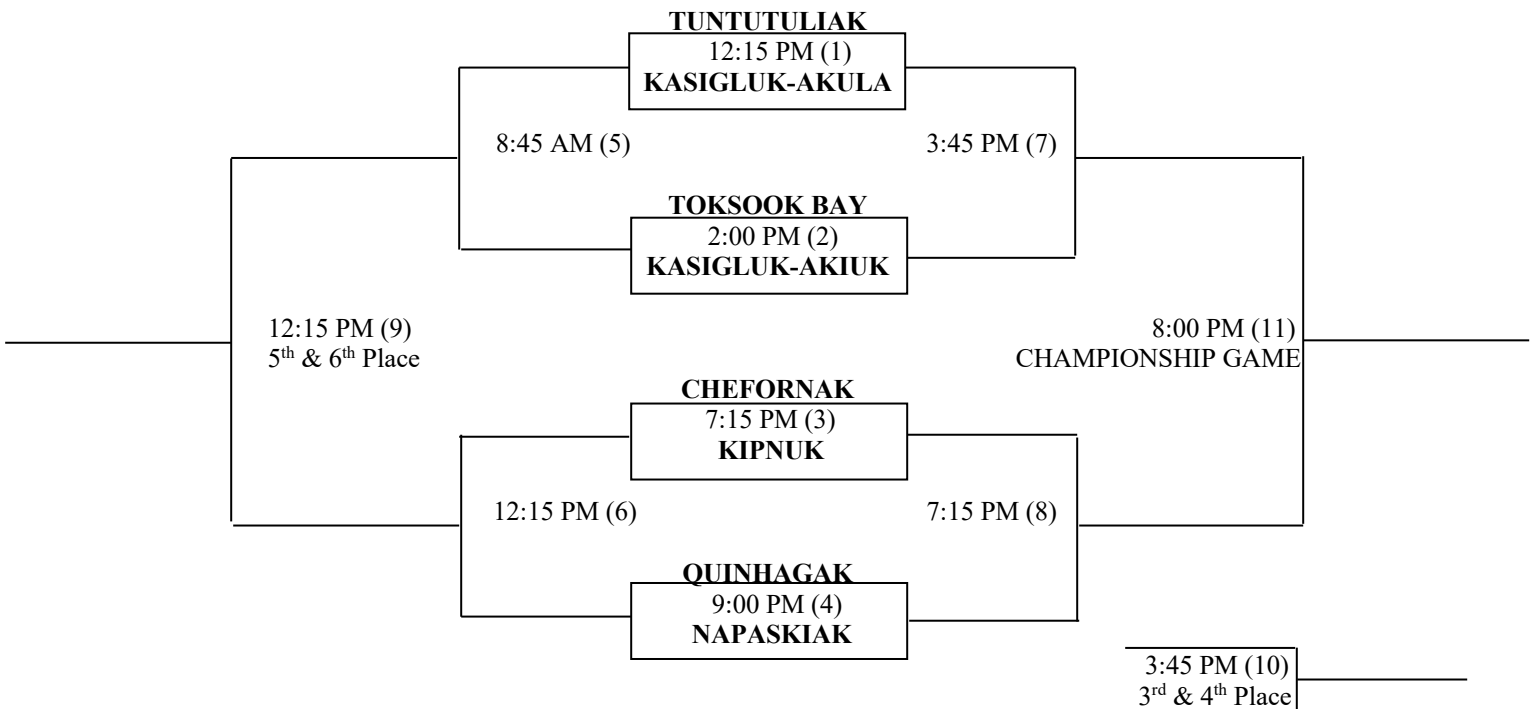 TUNTUTULIAK
12:15 PM (1)
KASIGLUK-AKULA
8:45 AM (5)
3:45 PM (7)
TOKSOOK BAY
2:00 PM (2)
KASIGLUK-AKIUK
12:15 PM (9)
5th & 6th Place
8:00 PM (11)
CHAMPIONSHIP GAME
CHEFORNAK
7:15 PM (3)
KIPNUK
12:15 PM (6)
7:15 PM (8)
QUINHAGAK
9:00 PM (4)
NAPASKIAK
3:45 PM (10)
3rd & 4th Place